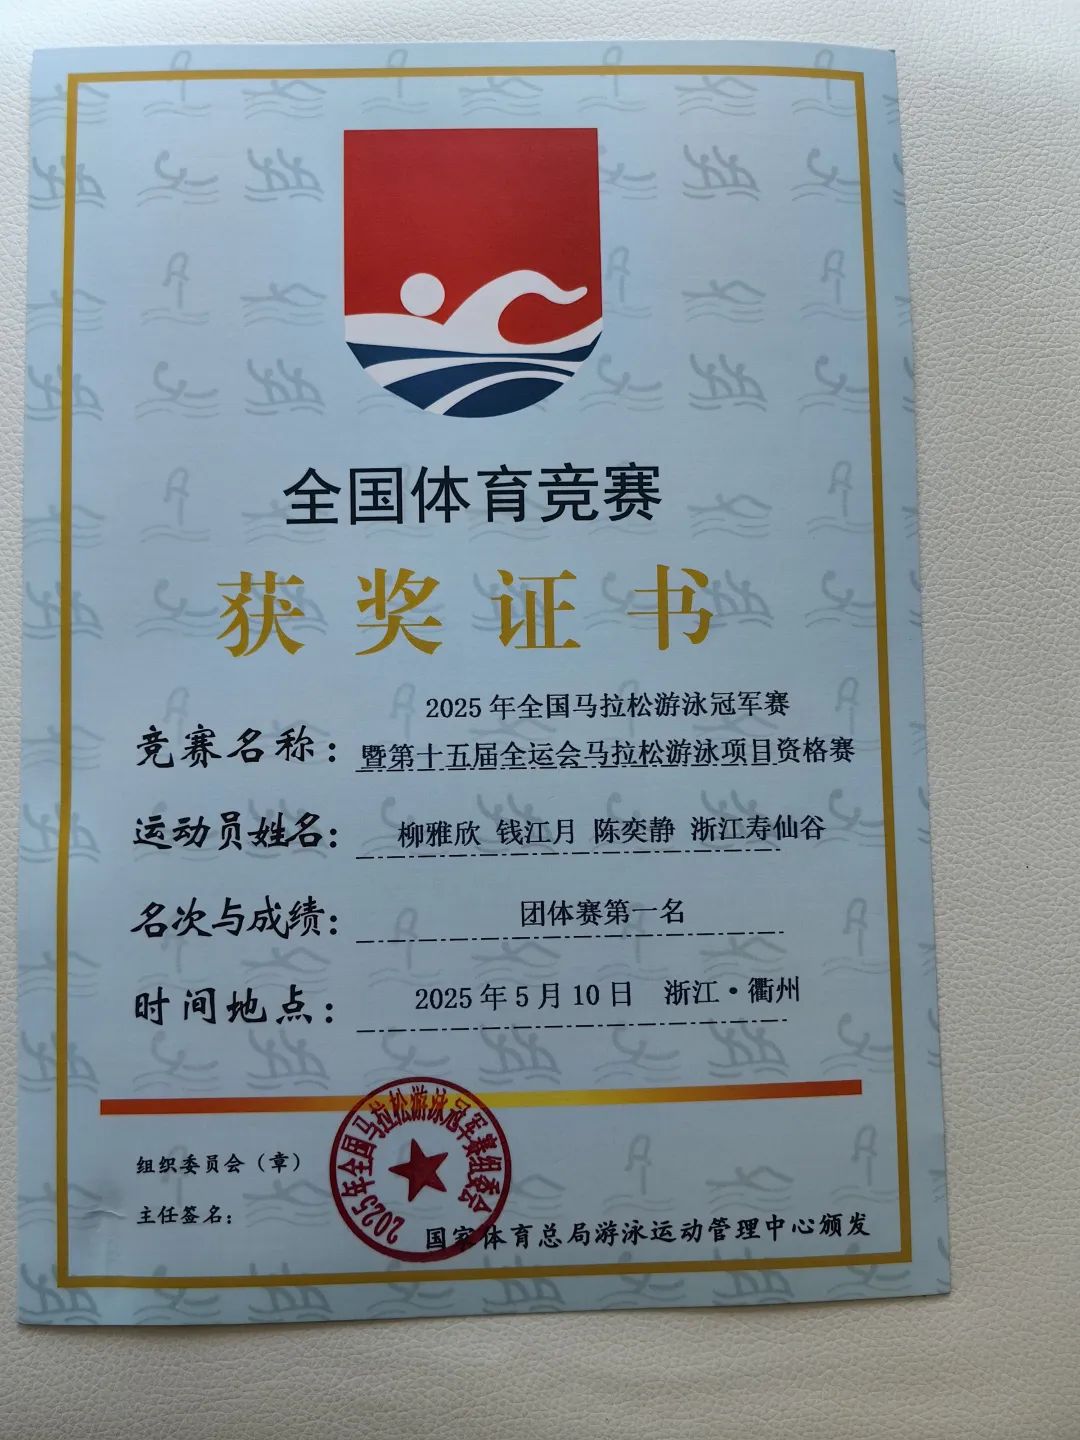 全国体育竞赛
获奖证书
2025年全国马拉松游泳冠军赛
竞赛名称：暨第十五届全运会马拉松游泳项目资格赛
运动员姓名：柳雅欣 钱江月 陈奕静 浙江寿仙谷
名次与成绩：团体赛第一名
时间地点：2025年5月10日 浙江·衢州
2025年全国马拉松游泳冠军赛组委会
组织委员会（章）
主任签名：
国家体育总局游泳运动管理中心颁发